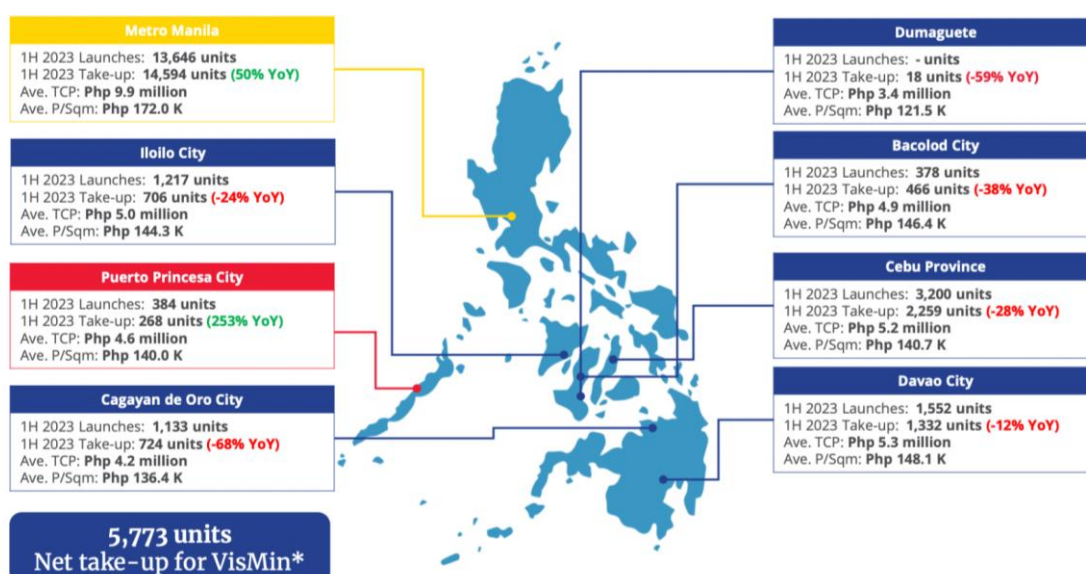 Metro Manila
1H 2023 Launches: 13,646 units
1H 2023 Take-up: 14,594 units (50% YoY)
Ave. TCP: Php 9.9 million
Ave. P/Sqm: Php 172.0 K
Iloilo City
1H 2023 Launches: 1,217 units
1H 2023 Take-up: 706 units (-24% YoY)
Ave. TCP: Php 5.0 million
Ave. P/Sqm: Php 144.3 K
Puerto Princesa City
1H 2023 Launches: 384 units
1H 2023 Take-up: 268 units (253% YoY)
Ave. TCP: Php 4.6 million
Ave. P/Sqm: Php 140.0 K
Cagayan de Oro City
1H 2023 Launches: 1,133 units
1H 2023 Take-up: 724 units (-68% YoY)
Ave. TCP: Php 4.2 million
Ave. P/Sqm: Php 136.4 K
5,773 units
Net take-up for VisMin*
Dumaguete
1H 2023 Launches: - units
1H 2023 Take-up: 18 units (-59% YoY)
Ave. TCP: Php 3.4 million
Ave. P/Sqm: Php 121.5 K
Bacolod City
1H 2023 Launches: 378 units
1H 2023 Take-up: 466 units (-38% YoY)
Ave. TCP: Php 4.9 million
Ave. P/Sqm: Php 146.4 K
Cebu Province
1H 2023 Launches: 3,200 units
1H 2023 Take-up: 2,259 units (-28% YoY)
Ave. TCP: Php 5.2 million
Ave. P/Sqm: Php 140.7 K
Davao City
1H 2023 Launches: 1,552 units
1H 2023 Take-up: 1,332 units (-12% YoY)
Ave. TCP: Php 5.3 million
Ave. P/Sqm: Php 148.1 K